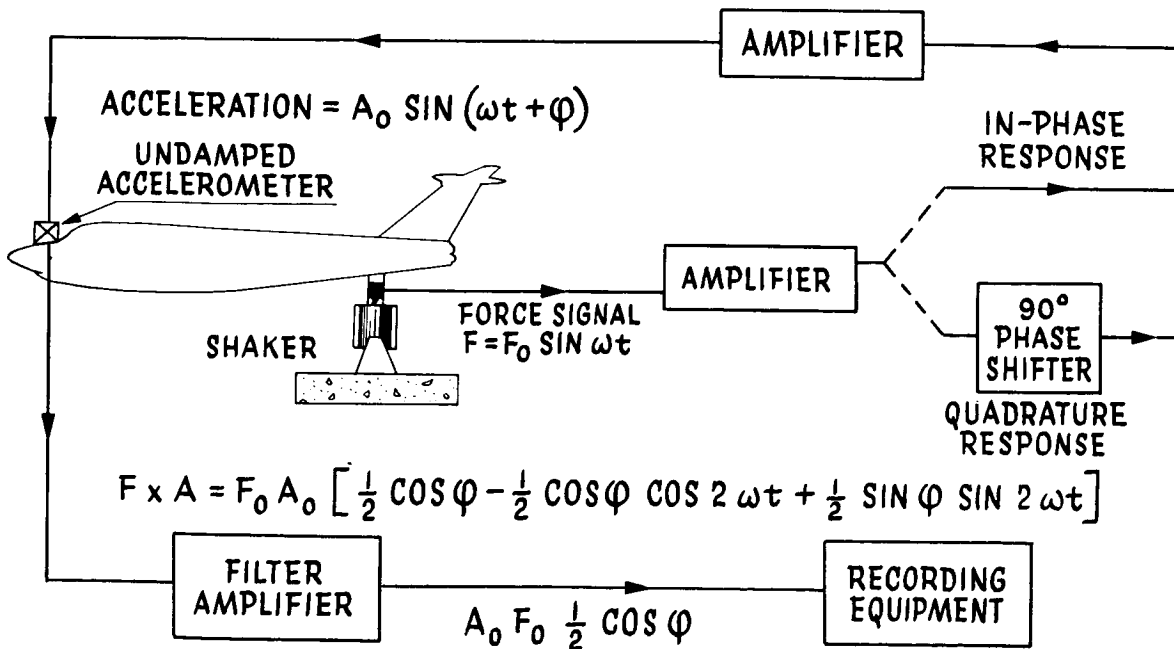 AMPLIFIER
ACCELERATION = A₀ SIN (ωt + φ)
UNDAMPED
ACCELEROMETER
IN-PHASE
RESPONSE
AMPLIFIER
FORCE SIGNAL
F = F₀ SIN ωt
SHAKER
90°
PHASE
SHIFTER
QUADRATURE
RESPONSE
F x A = F₀ A₀ [ 1/2 COS φ - 1/2 COS φ COS 2 ωt + 1/2 SIN φ SIN 2 ωt ]
FILTER
AMPLIFIER
A₀ F₀ 1/2 COS φ
RECORDING
EQUIPMENT